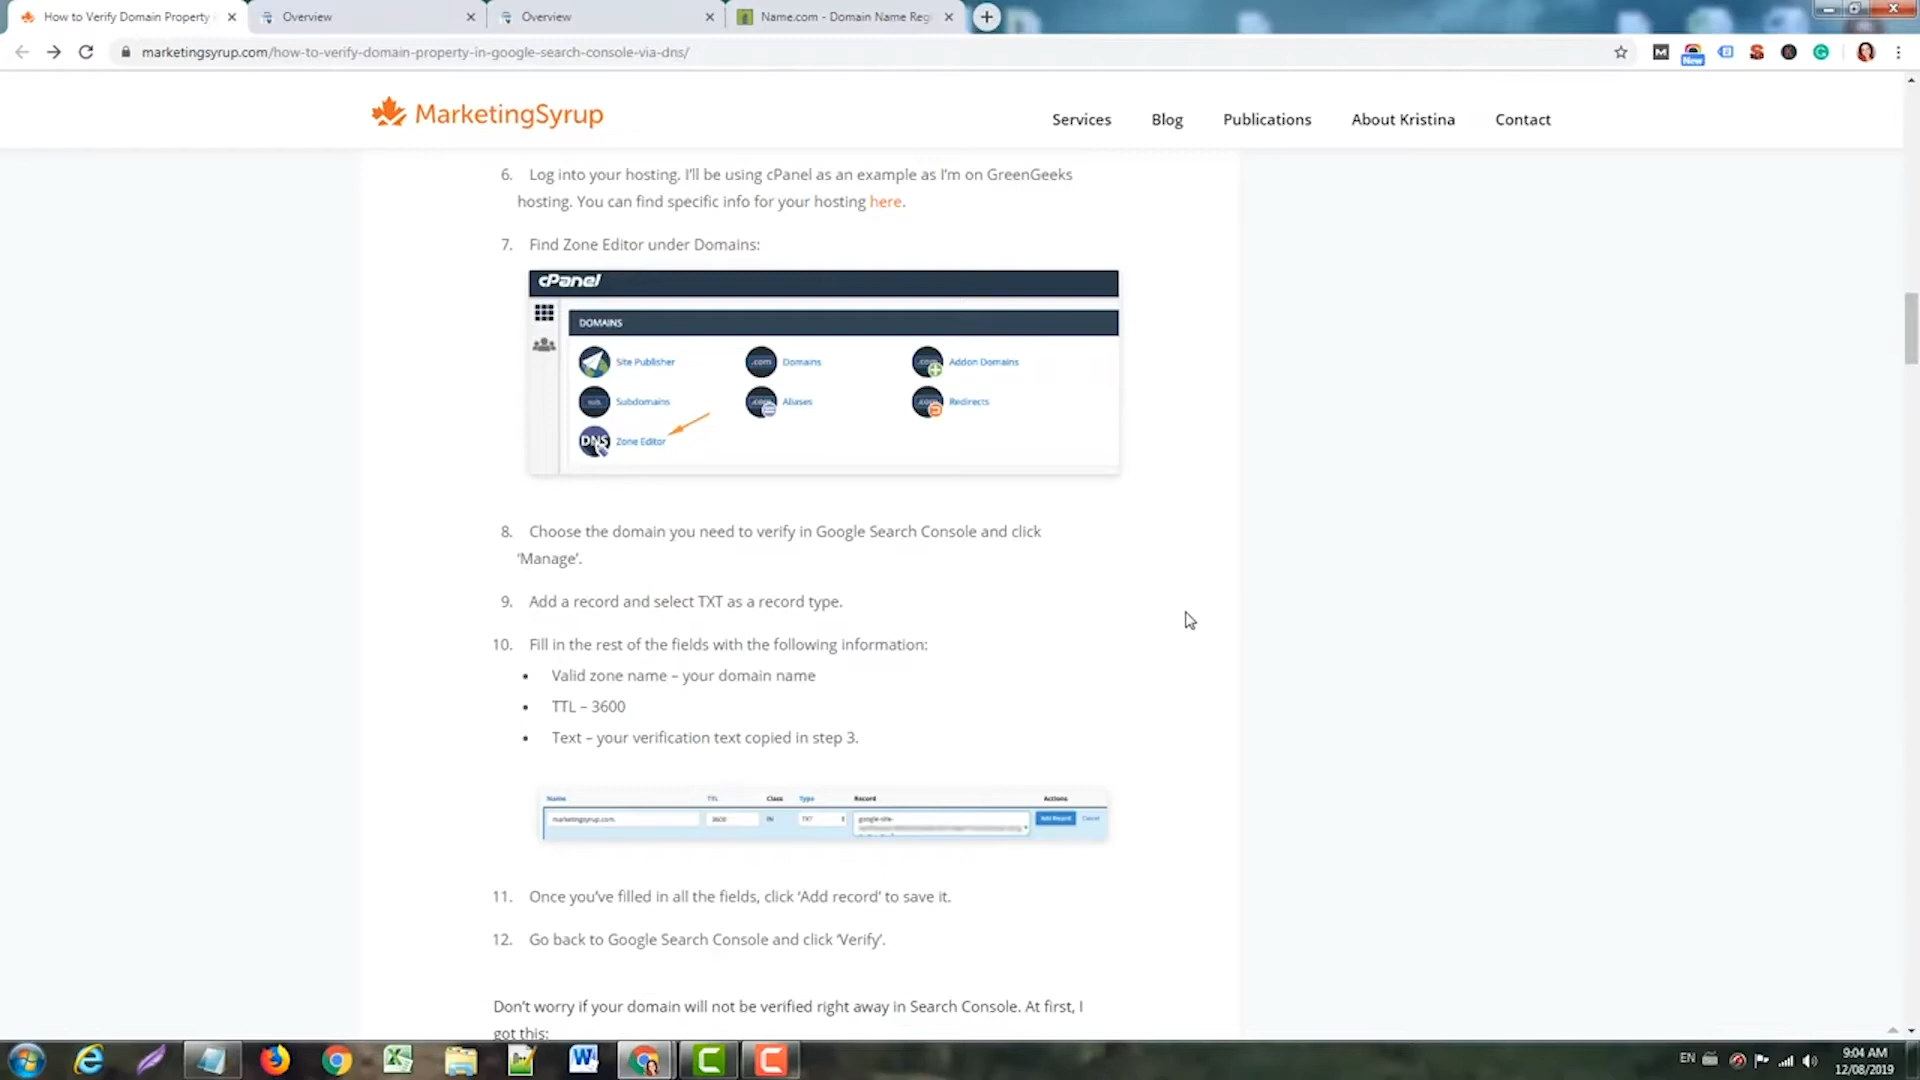 How to Verify Domain Property
Overview
Overview
Name.com - Domain Name Reg
marketingsyrup.com/how-to-verify-domain-property-in-google-search-console-via-dns/
New
MarketingSyrup
Services
Blog
Publications
About Kristina
Contact
6. Log into your hosting. I'll be using cPanel as an example as I'm on GreenGeeks
hosting. You can find specific info for your hosting here.
7. Find Zone Editor under Domains:
cPanel
DOMAINS
Site Publisher
.com Domains
Addon Domains
Subdomains
Aliases
Redirects
DNS Zone Editor
8. Choose the domain you need to verify in Google Search Console and click
'Manage'.
9. Add a record and select TXT as a record type.
10. Fill in the rest of the fields with the following information:
• Valid zone name – your domain name
• TTL – 3600
• Text – your verification text copied in step 3.
Name TTL Class Type Record Actions
marketingsyrup.com. 3600 IN TXT google-site- Add Record Cancel
11. Once you've filled in all the fields, click 'Add record' to save it.
12. Go back to Google Search Console and click 'Verify'.
Don't worry if your domain will not be verified right away in Search Console. At first, I
got this:
EN
9:04 AM
12/08/2019